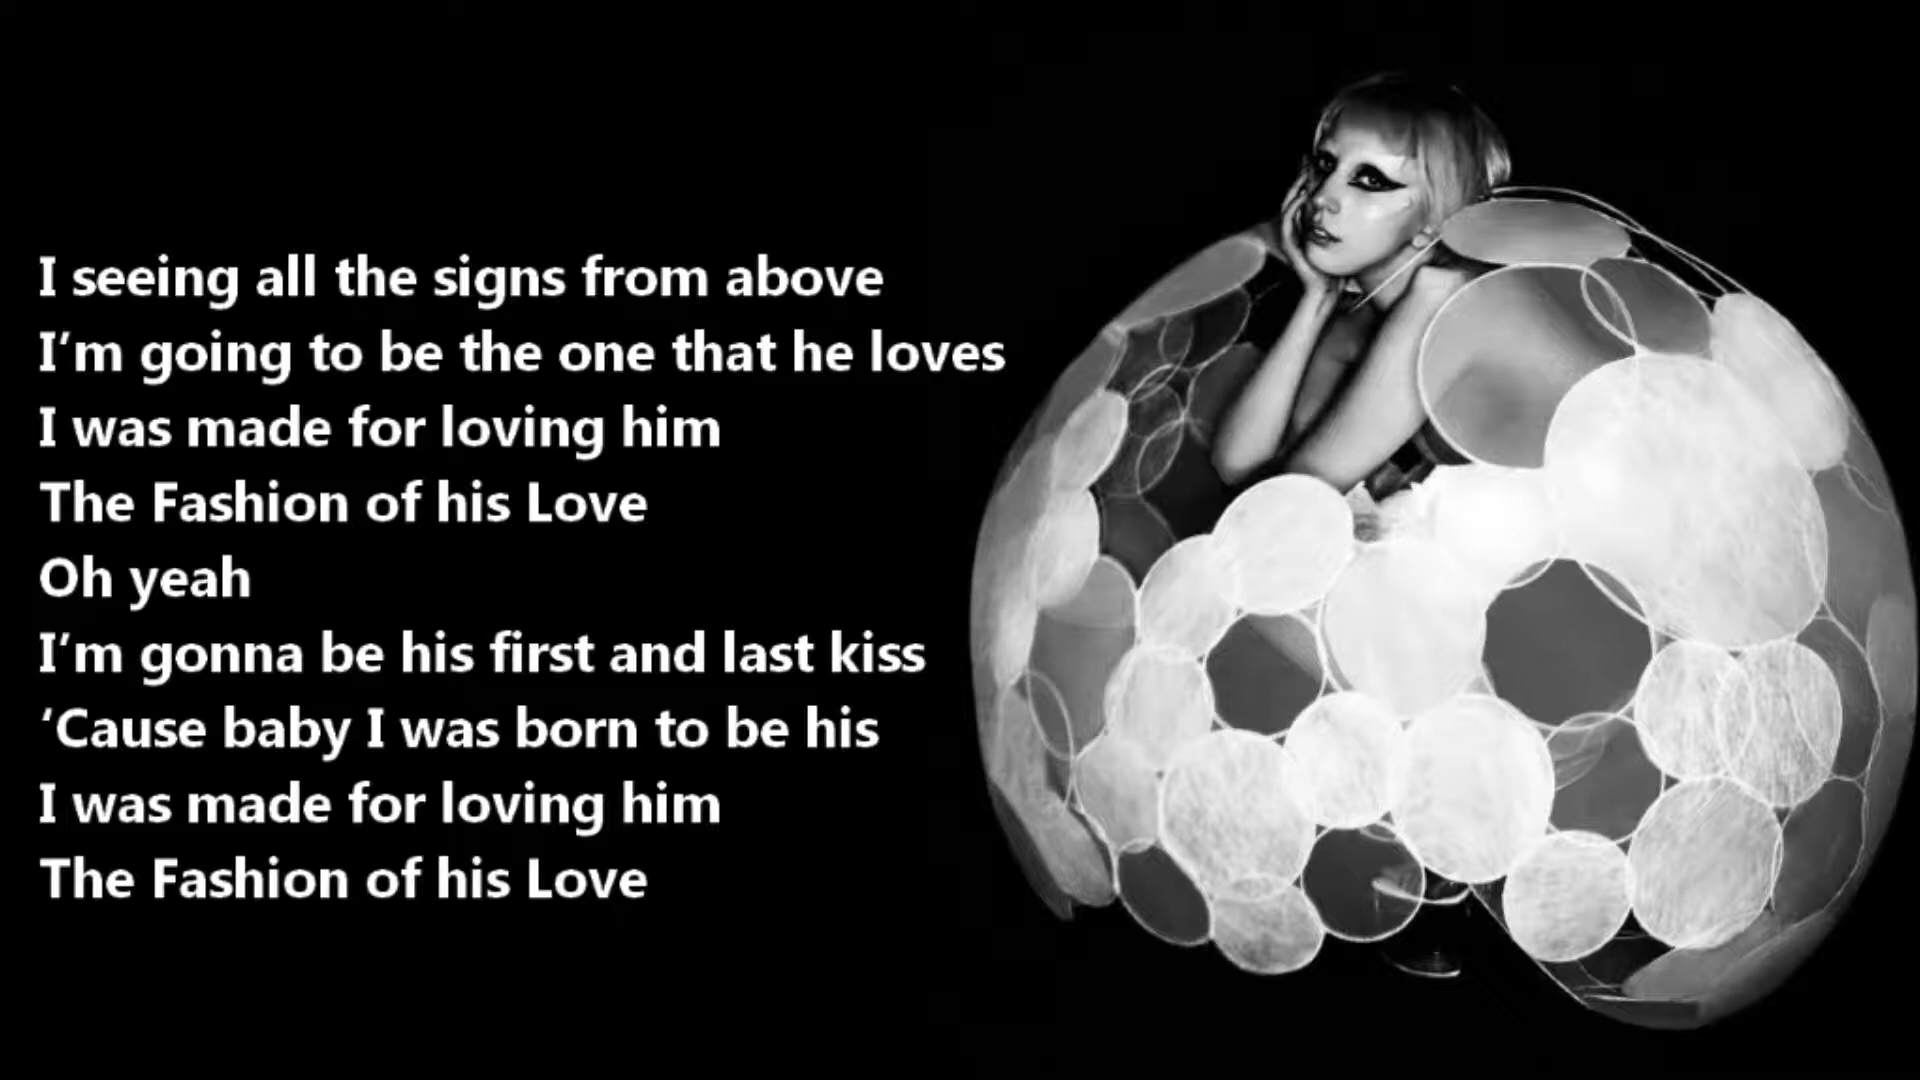 I seeing all the signs from above
I’m going to be the one that he loves
I was made for loving him
The Fashion of his Love
Oh yeah
I’m gonna be his first and last kiss
‘Cause baby I was born to be his
I was made for loving him
The Fashion of his Love